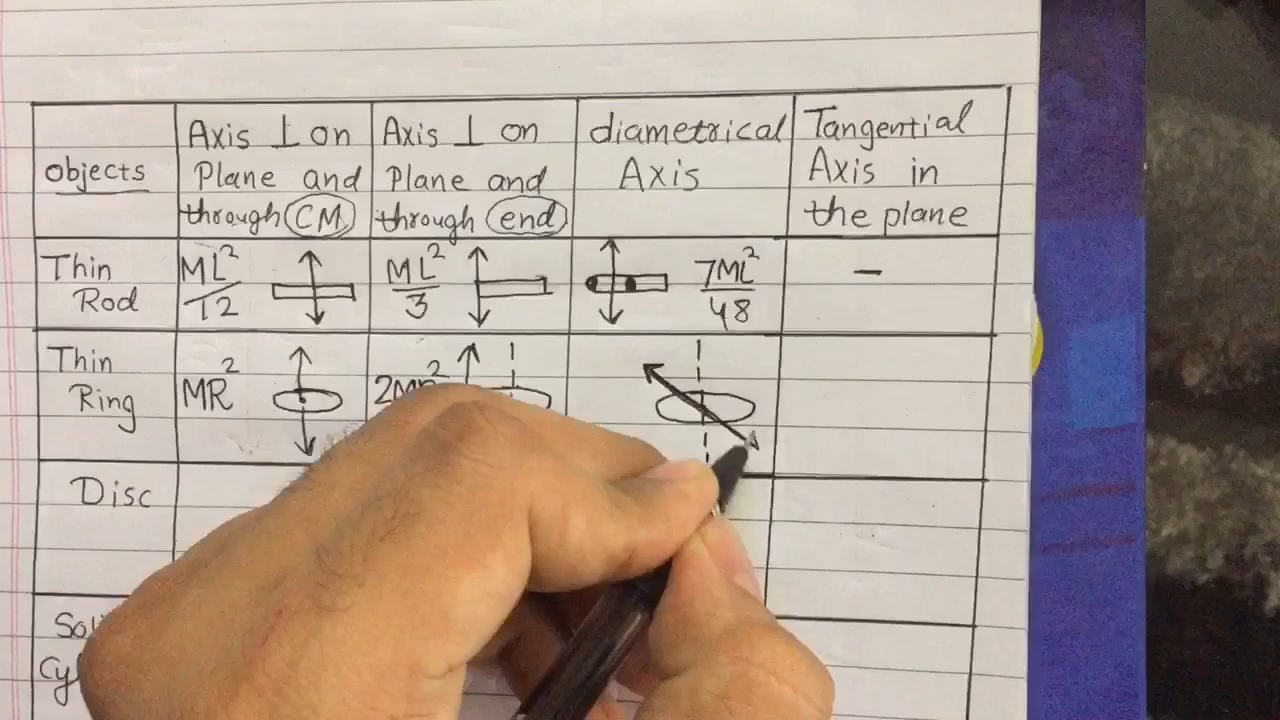 objects
Axis ⊥ on
Plane and
through CM
Axis ⊥ on
Plane and
through end
diametrical
Axis
Tangential
Axis in
the plane
Thin
Rod
ML²
/12
ML²
3
7ML²
48
–
Thin
Ring
MR²
Disc